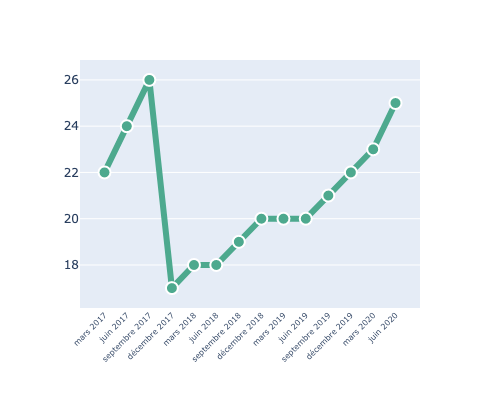 26
24
22
20
18
mars 2017
juin 2017
septembre 2017
décembre 2017
mars 2018
juin 2018
septembre 2018
décembre 2018
mars 2019
juin 2019
septembre 2019
décembre 2019
mars 2020
juin 2020